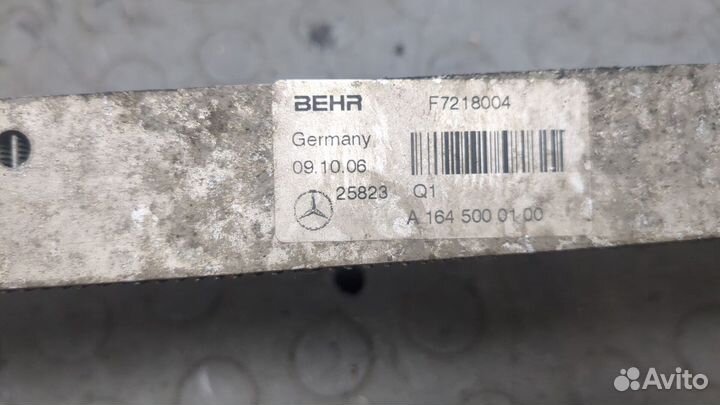 BEHR F7218004
Germany
09.10.06
25823 Q1
A 164 500 01 00
Avito